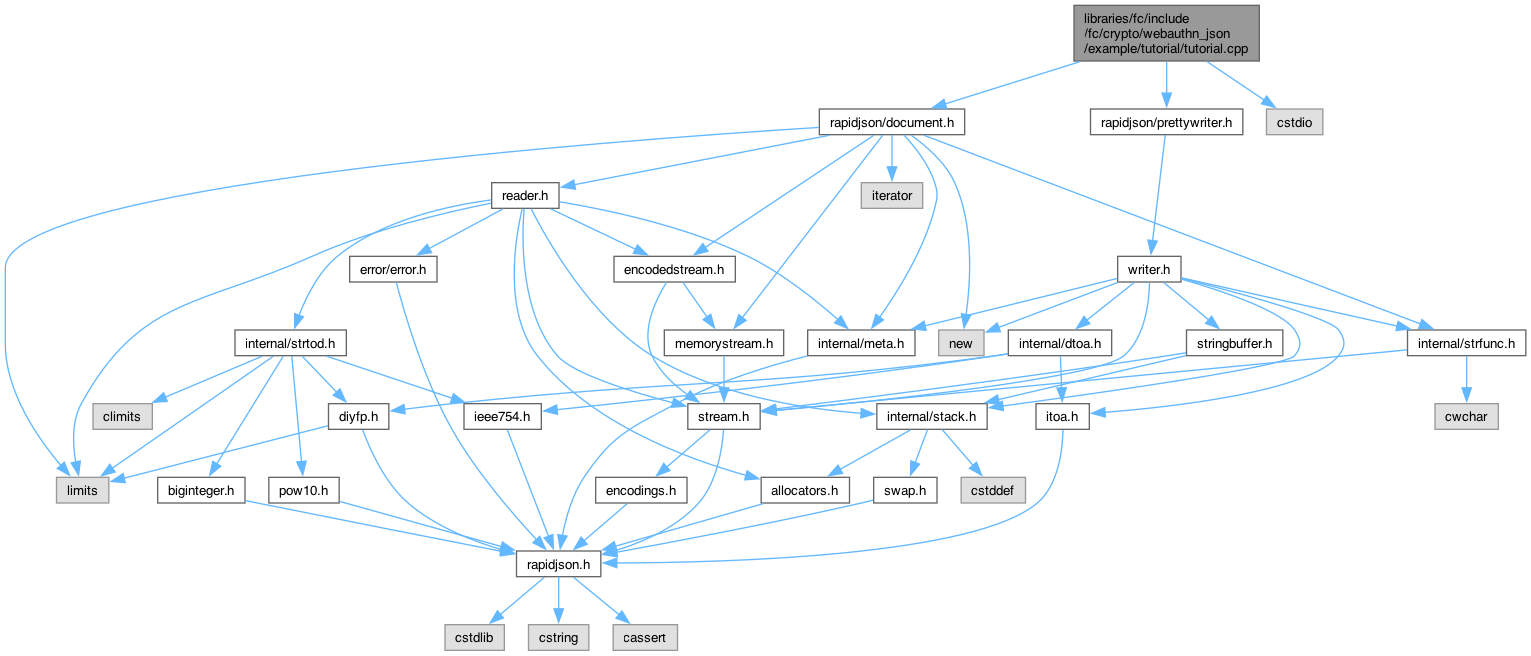 libraries/fc/include
/fc/crypto/webauthn_json
/example/tutorial/tutorial.cpp
rapidjson/document.h
rapidjson/prettywriter.h
cstdio
reader.h
iterator
error/error.h
encodedstream.h
writer.h
internal/strtod.h
memorystream.h
internal/meta.h
new
internal/dtoa.h
stringbuffer.h
internal/strfunc.h
climits
diyfp.h
ieee754.h
stream.h
internal/stack.h
itoa.h
cwchar
limits
biginteger.h
pow10.h
encodings.h
allocators.h
swap.h
cstddef
rapidjson.h
cstdlib
cstring
cassert